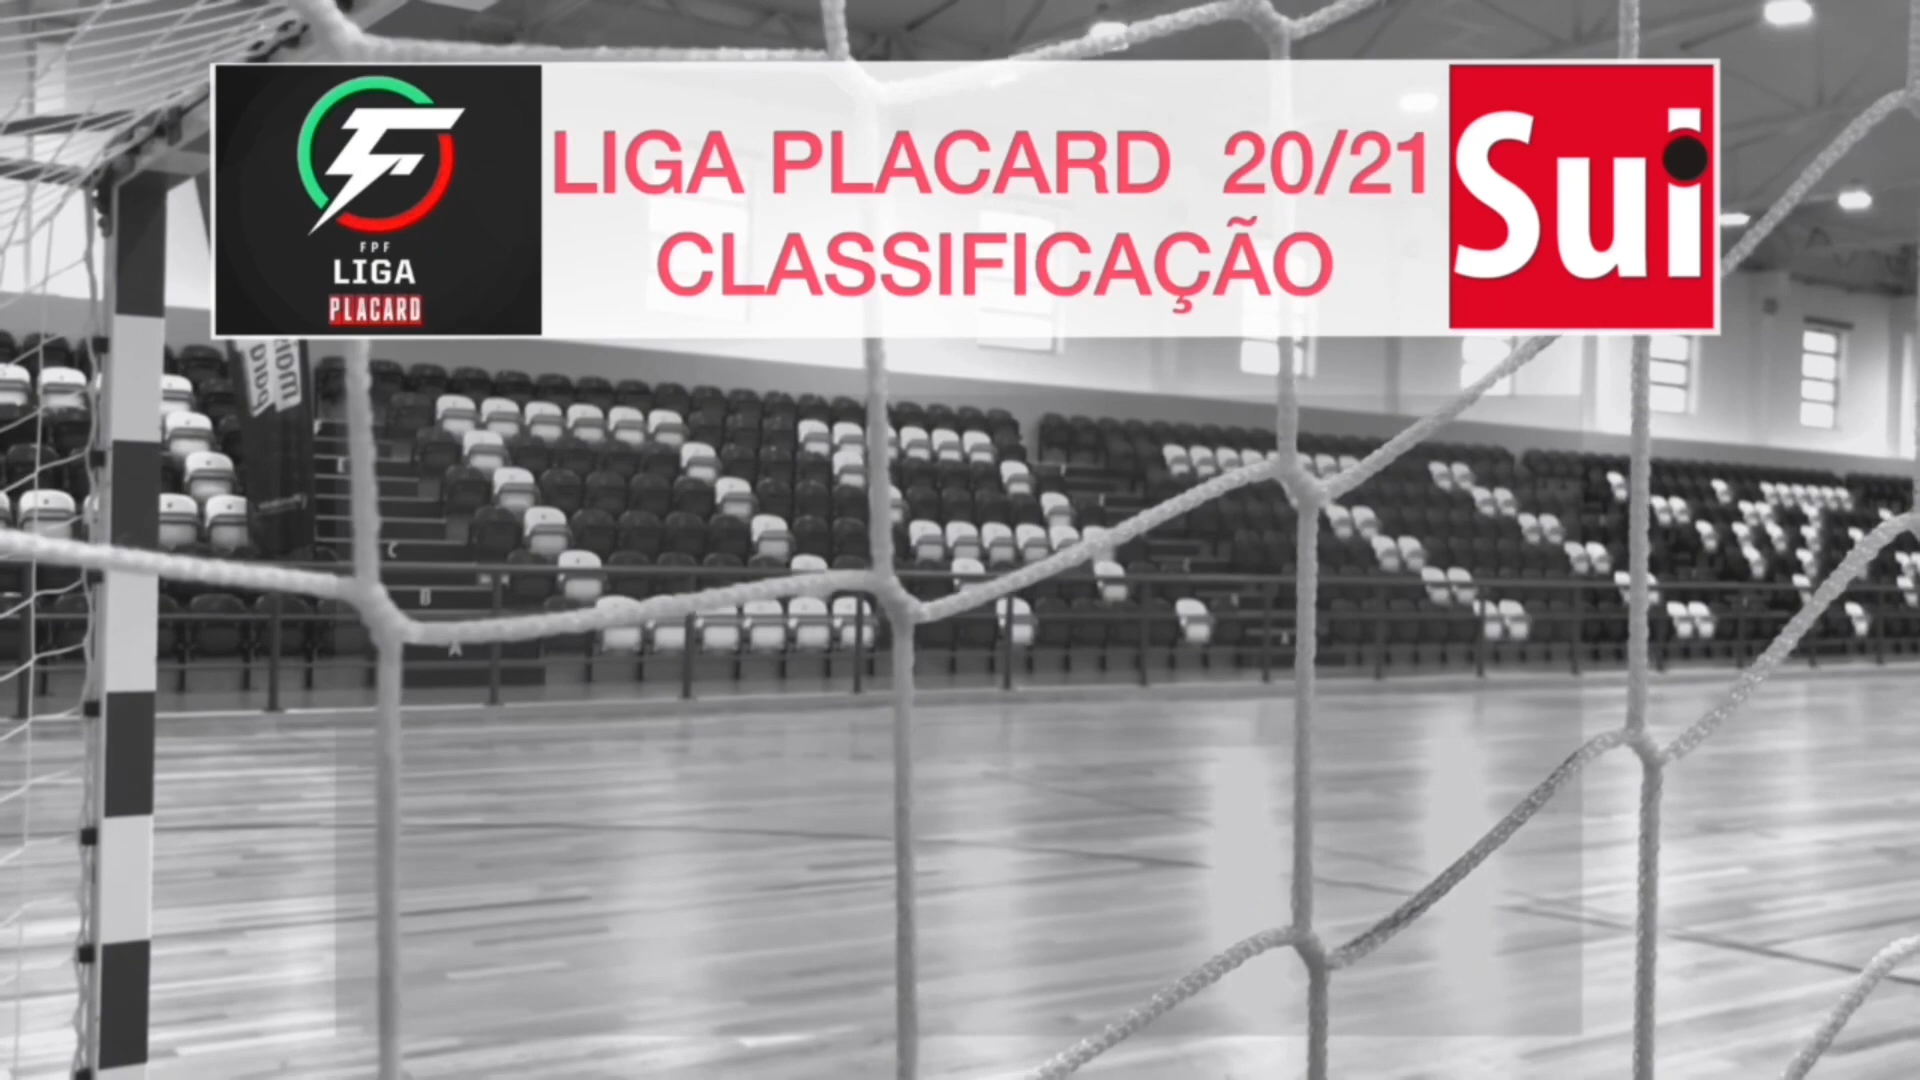 LIGA PLACARD 20/21
CLASSIFICAÇÃO
FPF
LIGA
PLACARD
Sui
C
B
A